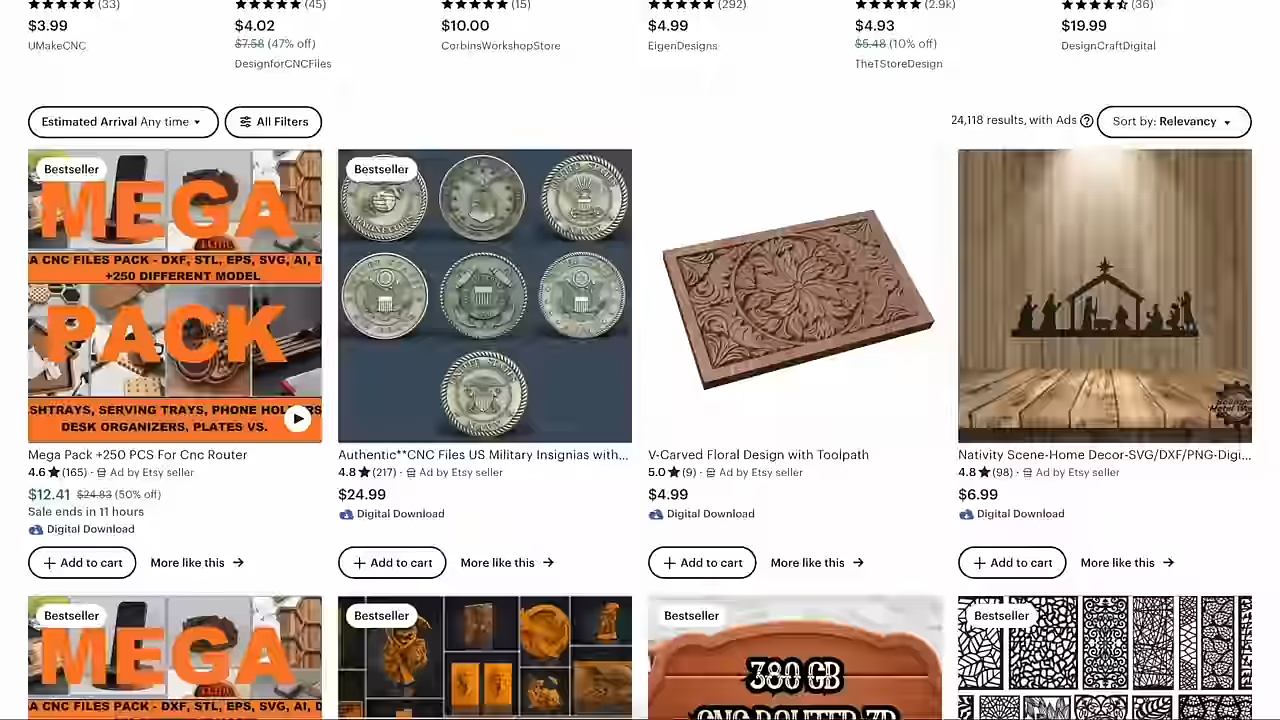 (33)
$3.99
UMakeCNC
(45)
$4.02
$7.58 (47% off)
DesignforCNCFiles
(15)
$10.00
CorbinsWorkshopStore
(292)
$4.99
EigenDesigns
(2.9k)
$4.93
$5.48 (10% off)
TheTStoreDesign
(36)
$19.99
DesignCraftDigital
Estimated Arrival Any time
All Filters
24,118 results, with Ads ?
Sort by: Relevancy
Bestseller
MEGA
A CNC FILES PACK - DXF, STL, EPS, SVG, AI, D
+250 DIFFERENT MODEL
PACK
SHTRAYS, SERVING TRAYS, PHONE HOLDERS
DESK ORGANIZERS, PLATES VS.
Mega Pack +250 PCS For Cnc Router
4.6 (165) · Ad by Etsy seller
$12.41 $24.83 (50% off)
Sale ends in 11 hours
Digital Download
+ Add to cart
More like this →
Bestseller
Authentic**CNC Files US Military Insignias with...
4.8 (217) · Ad by Etsy seller
$24.99
Digital Download
+ Add to cart
More like this →
V-Carved Floral Design with Toolpath
5.0 (9) · Ad by Etsy seller
$4.99
Digital Download
+ Add to cart
More like this →
Nativity Scene-Home Decor-SVG/DXF/PNG-Digi...
4.8 (98) · Ad by Etsy seller
$6.99
Digital Download
+ Add to cart
More like this →
Bestseller
MEGA
A CNC FILES PACK - DXF, STL, EPS, SVG, AI, D
Bestseller
Bestseller
380 GB
CNC ROUTER 3D
Bestseller